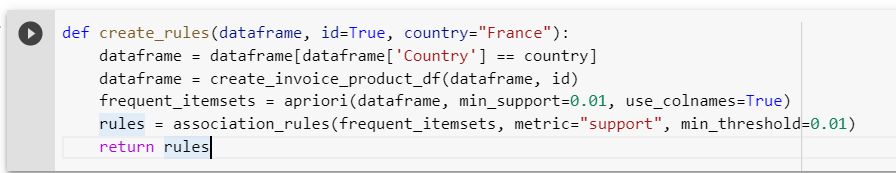 def create_rules(dataframe, id=True, country="France"):
    dataframe = dataframe[dataframe['Country'] == country]
    dataframe = create_invoice_product_df(dataframe, id)
    frequent_itemsets = apriori(dataframe, min_support=0.01, use_colnames=True)
    rules = association_rules(frequent_itemsets, metric="support", min_threshold=0.01)
    return rules